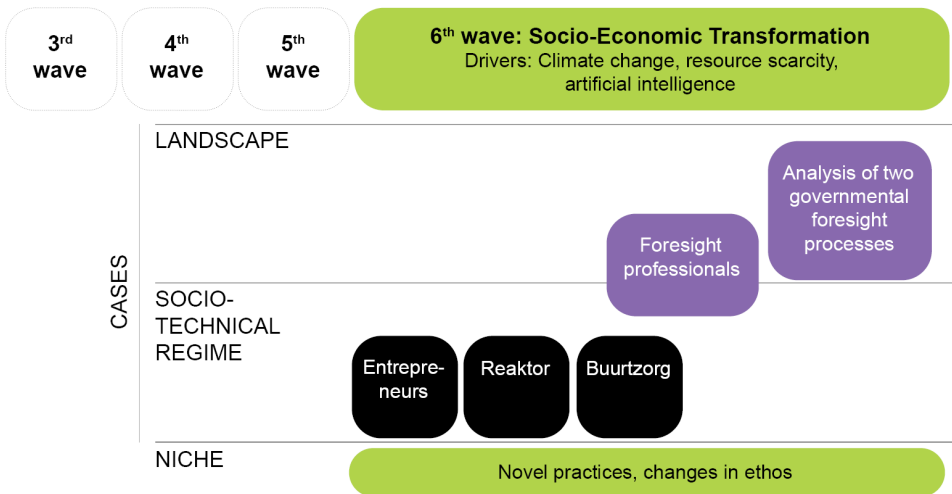 3rd
wave
4th
wave
5th
wave
6th wave: Socio-Economic Transformation
Drivers: Climate change, resource scarcity,
artificial intelligence
LANDSCAPE
Analysis of two
governmental
foresight
processes
Foresight
professionals
CASES
SOCIO-
TECHNICAL
REGIME
Entrepre-
neurs
Reaktor
Buurtzorg
NICHE
Novel practices, changes in ethos